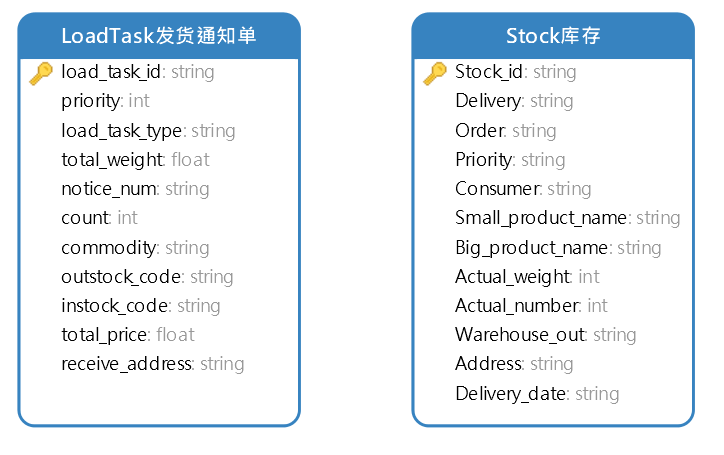 LoadTask发货通知单
load_task_id: string
priority: int
load_task_type: string
total_weight: float
notice_num: string
count: int
commodity: string
outstock_code: string
instock_code: string
total_price: float
receive_address: string
Stock库存
Stock_id: string
Delivery: string
Order: string
Priority: string
Consumer: string
Small_product_name: string
Big_product_name: string
Actual_weight: int
Actual_number: int
Warehouse_out: string
Address: string
Delivery_date: string